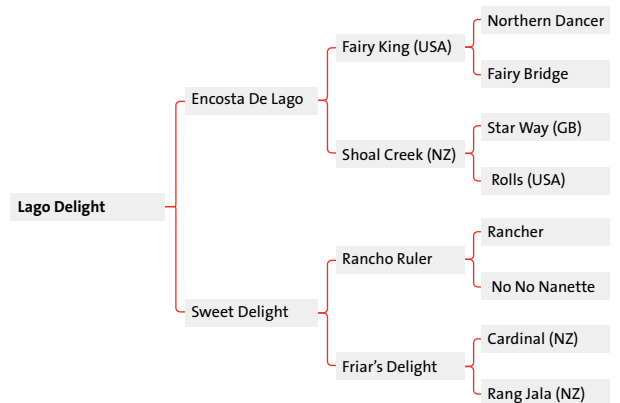 Northern Dancer
Fairy King (USA)
Fairy Bridge
Encosta De Lago
Star Way (GB)
Shoal Creek (NZ)
Rolls (USA)
Lago Delight
Rancher
Rancho Ruler
No No Nanette
Sweet Delight
Cardinal (NZ)
Friar's Delight
Rang Jala (NZ)